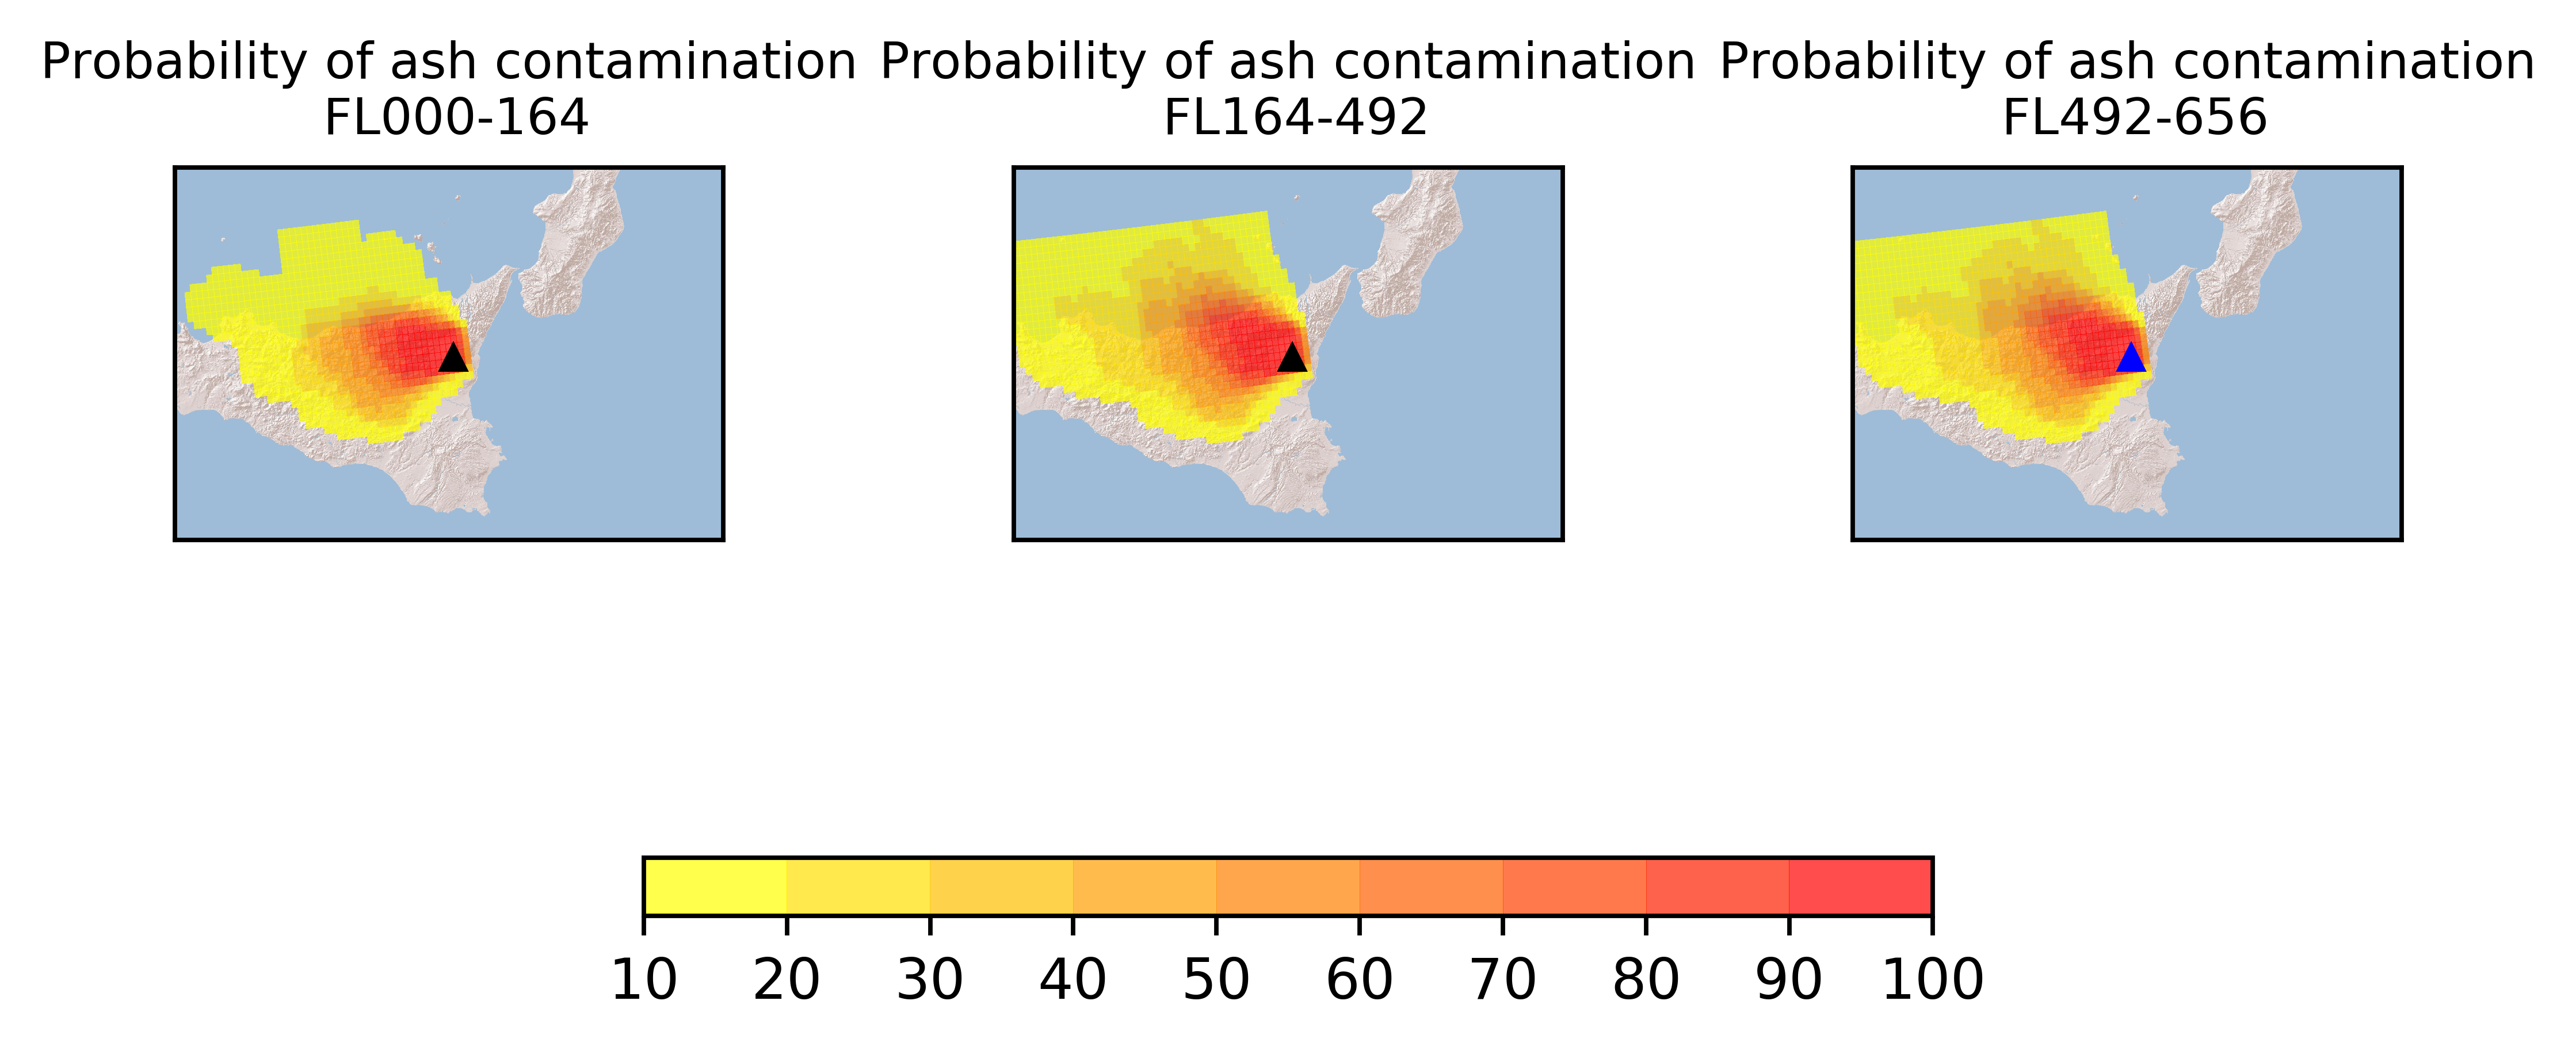 Probability of ash contamination
FL000-164
Probability of ash contamination
FL164-492
Probability of ash contamination
FL492-656
10 20 30 40 50 60 70 80 90 100